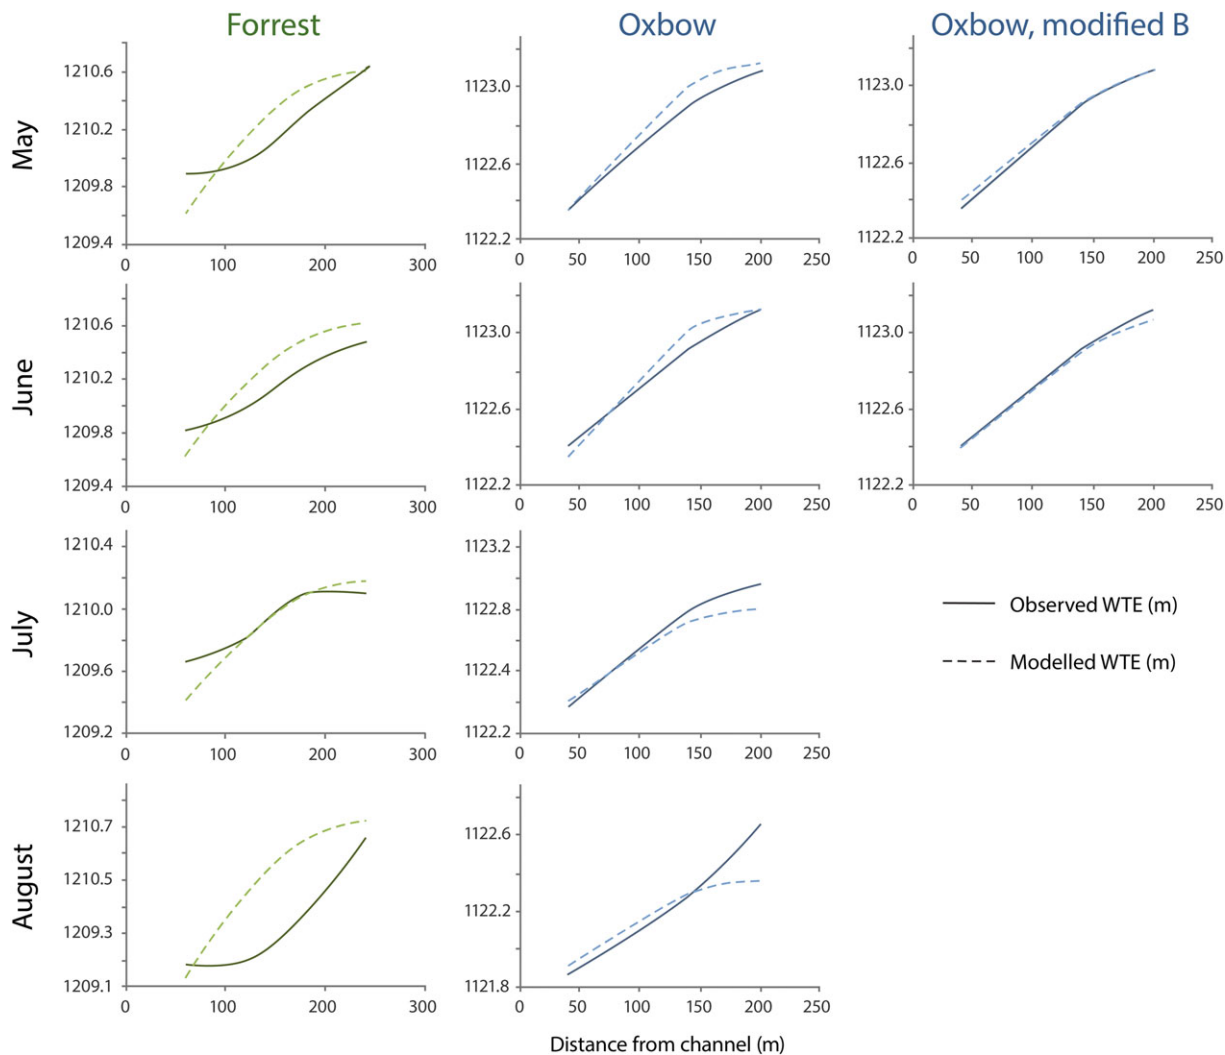 Forrest Oxbow Oxbow, modified B
May
1210.6
1210.2
1209.8
1209.4
0 100 200 300
1123.0
1122.6
1122.2
0 50 100 150 200 250
1123.0
1122.6
1122.2
0 50 100 150 200 250
June
1210.6
1210.2
1209.8
1209.4
0 100 200 300
1123.0
1122.6
1122.2
0 50 100 150 200 250
1123.0
1122.6
1122.2
0 50 100 150 200 250
July
1210.4
1210.0
1209.6
1209.2
0 100 200 300
1123.2
1122.8
1122.4
1122.2
0 50 100 150 200 250
Observed WTE (m)
Modelled WTE (m)
August
1210.7
1210.5
1209.3
1209.1
0 100 200 300
1122.6
1122.2
1121.8
0 50 100 150 200 250
Distance from channel (m)